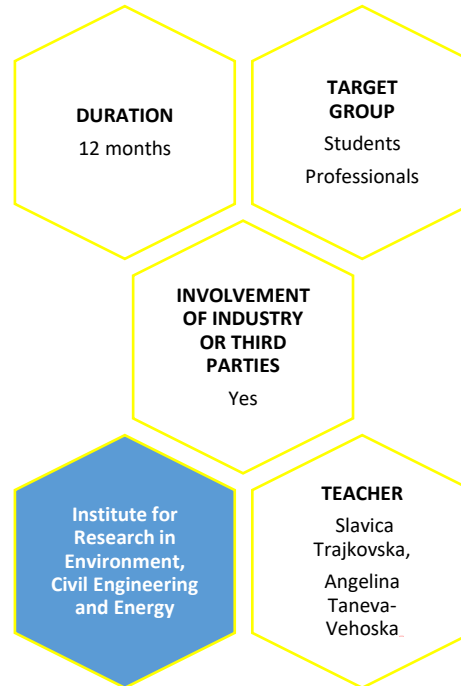 DURATION
12 months
TARGET
GROUP
Students
Professionals
INVOLVEMENT
OF INDUSTRY
OR THIRD
PARTIES
Yes
Institute for
Research in
Environment,
Civil Engineering
and Energy
TEACHER
Slavica
Trajkovska,
Angelina
Taneva-
Vehoska